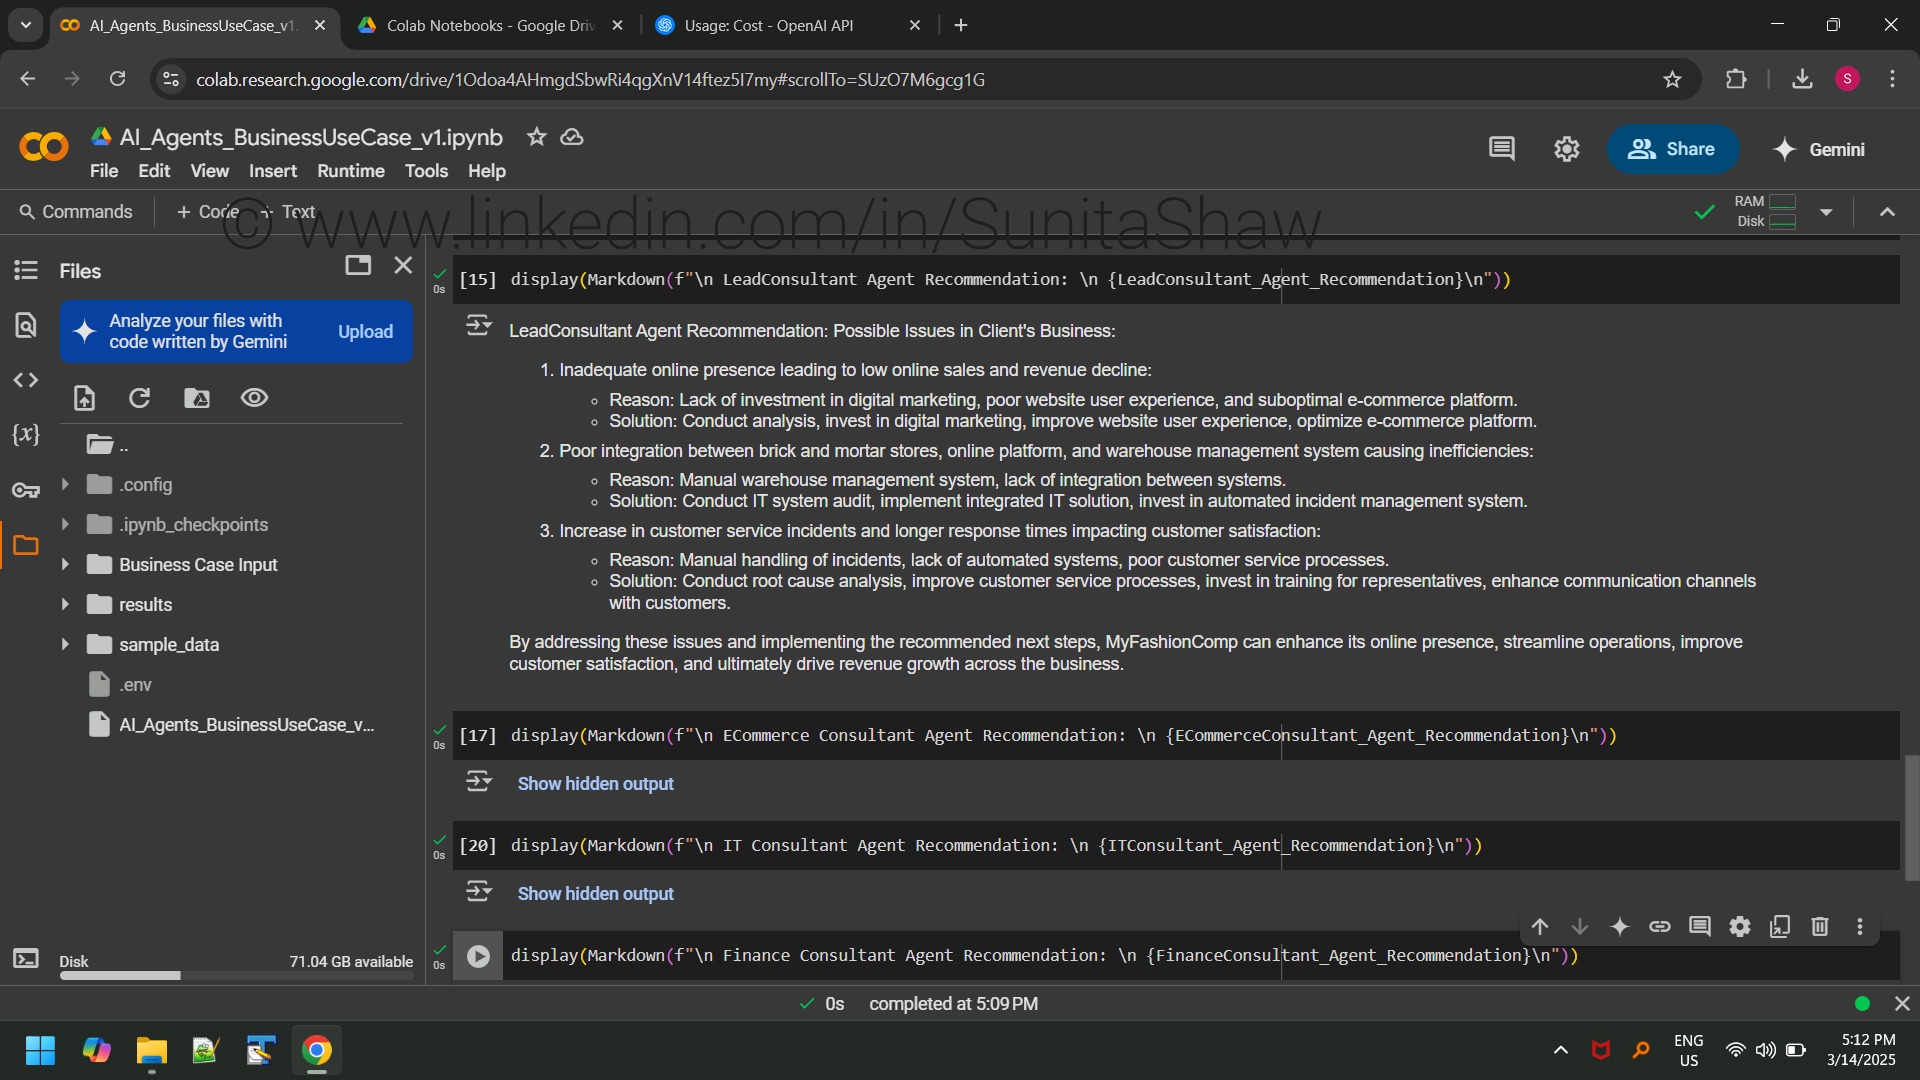 AI_Agents_BusinessUseCase_v1.
Colab Notebooks - Google Driv
Usage: Cost - OpenAI API
colab.research.google.com/drive/1Odoa4AHmgdSbwRi4qgXnV14ftez5I7my#scrollTo=SUzO7M6gcg1G
S
AI_Agents_BusinessUseCase_v1.ipynb
Share
Gemini
File Edit View Insert Runtime Tools Help
Commands
+ Code + Text
© www.linkedin.com/in/SunitaShaw
RAM
Disk
Files
Analyze your files with
code written by Gemini
Upload
..
.config
.ipynb_checkpoints
Business Case Input
results
sample_data
.env
AI_Agents_BusinessUseCase_v...
Disk 71.04 GB available
0s
[15] display(Markdown(f"\n LeadConsultant Agent Recommendation: \n {LeadConsultant_Agent_Recommendation}\n"))
LeadConsultant Agent Recommendation: Possible Issues in Client's Business:
1. Inadequate online presence leading to low online sales and revenue decline:
◦ Reason: Lack of investment in digital marketing, poor website user experience, and suboptimal e-commerce platform.
◦ Solution: Conduct analysis, invest in digital marketing, improve website user experience, optimize e-commerce platform.
2. Poor integration between brick and mortar stores, online platform, and warehouse management system causing inefficiencies:
◦ Reason: Manual warehouse management system, lack of integration between systems.
◦ Solution: Conduct IT system audit, implement integrated IT solution, invest in automated incident management system.
3. Increase in customer service incidents and longer response times impacting customer satisfaction:
◦ Reason: Manual handling of incidents, lack of automated systems, poor customer service processes.
◦ Solution: Conduct root cause analysis, improve customer service processes, invest in training for representatives, enhance communication channels
with customers.
By addressing these issues and implementing the recommended next steps, MyFashionComp can enhance its online presence, streamline operations, improve
customer satisfaction, and ultimately drive revenue growth across the business.
0s
[17] display(Markdown(f"\n ECommerce Consultant Agent Recommendation: \n {ECommerceConsultant_Agent_Recommendation}\n"))
Show hidden output
0s
[20] display(Markdown(f"\n IT Consultant Agent Recommendation: \n {ITConsultant_Agent_Recommendation}\n"))
Show hidden output
0s
display(Markdown(f"\n Finance Consultant Agent Recommendation: \n {FinanceConsultant_Agent_Recommendation}\n"))
0s completed at 5:09 PM
ENG
US
5:12 PM
3/14/2025